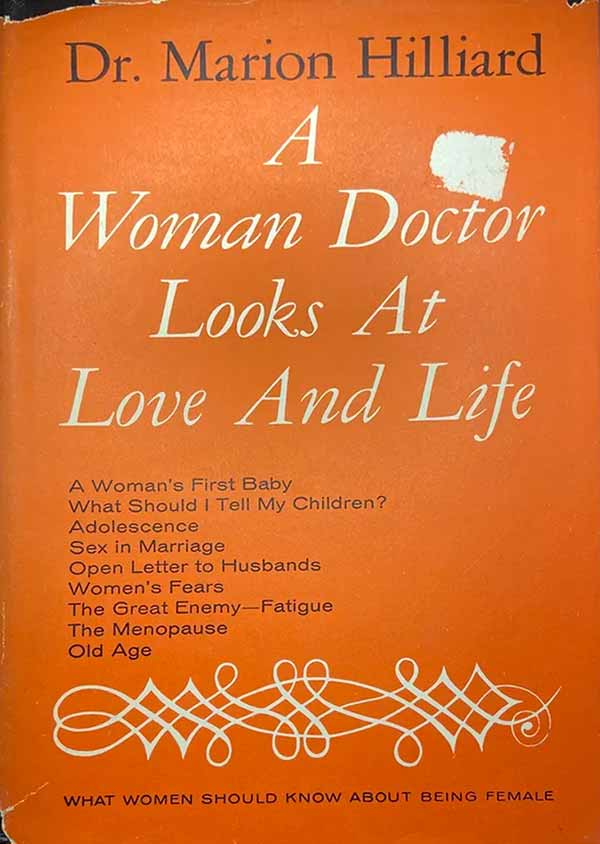 Dr. Marion Hilliard
A
Woman Doctor
Looks At
Love And Life
A Woman's First Baby
What Should I Tell My Children?
Adolescence
Sex in Marriage
Open Letter to Husbands
Women's Fears
The Great Enemy—Fatigue
The Menopause
Old Age
WHAT WOMEN SHOULD KNOW ABOUT BEING FEMALE